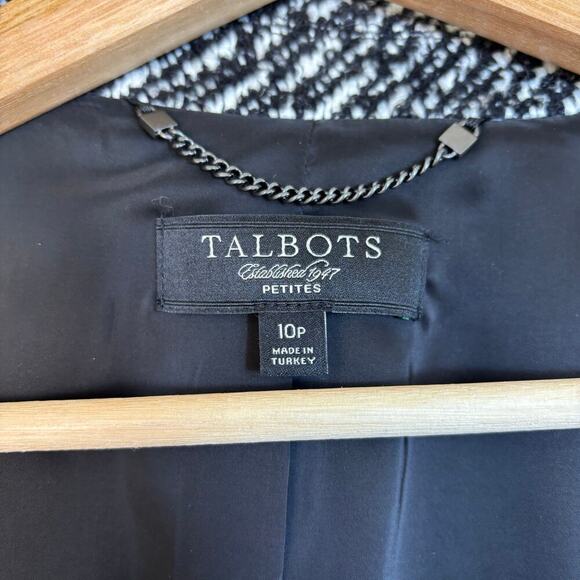 TALBOTS
Established 1947
PETITES
10P
MADE IN
TURKEY